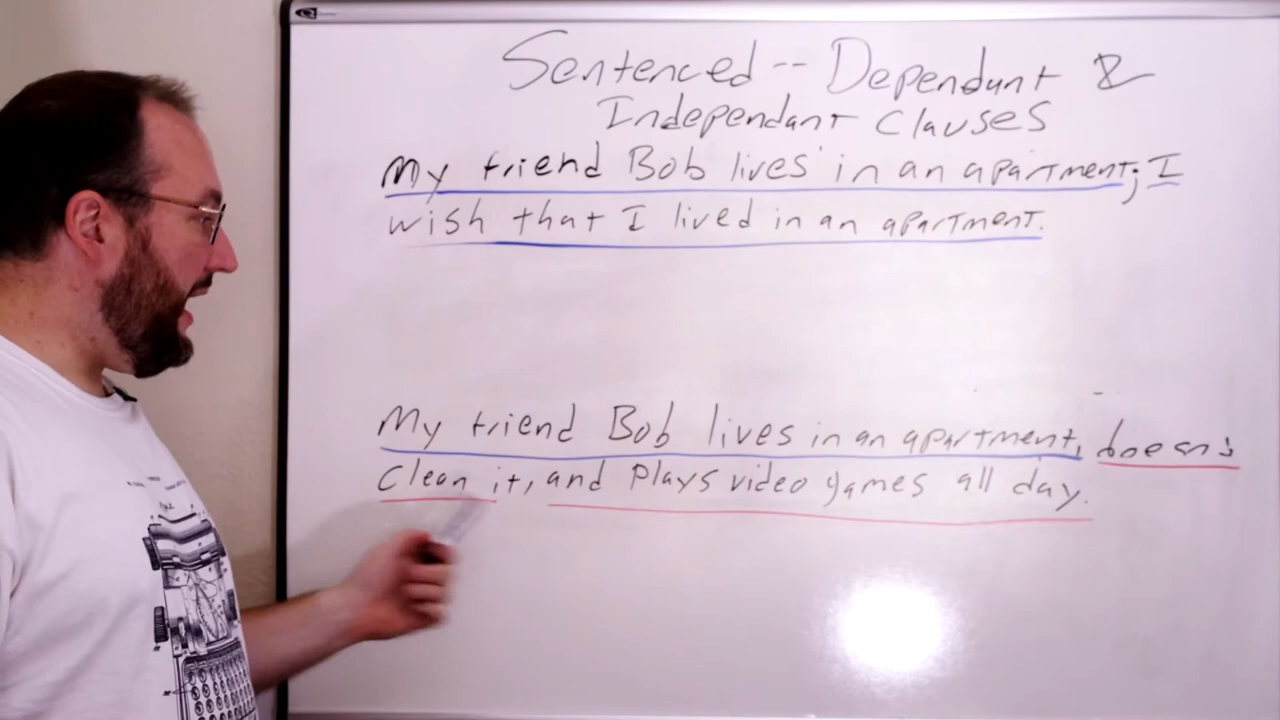 Sentenced -- Dependant &
Independant Clauses
My friend Bob lives in an apartment; I
wish that I lived in an apartment.
My friend Bob lives in an apartment, doesn't
Clean it, and plays video games all day.